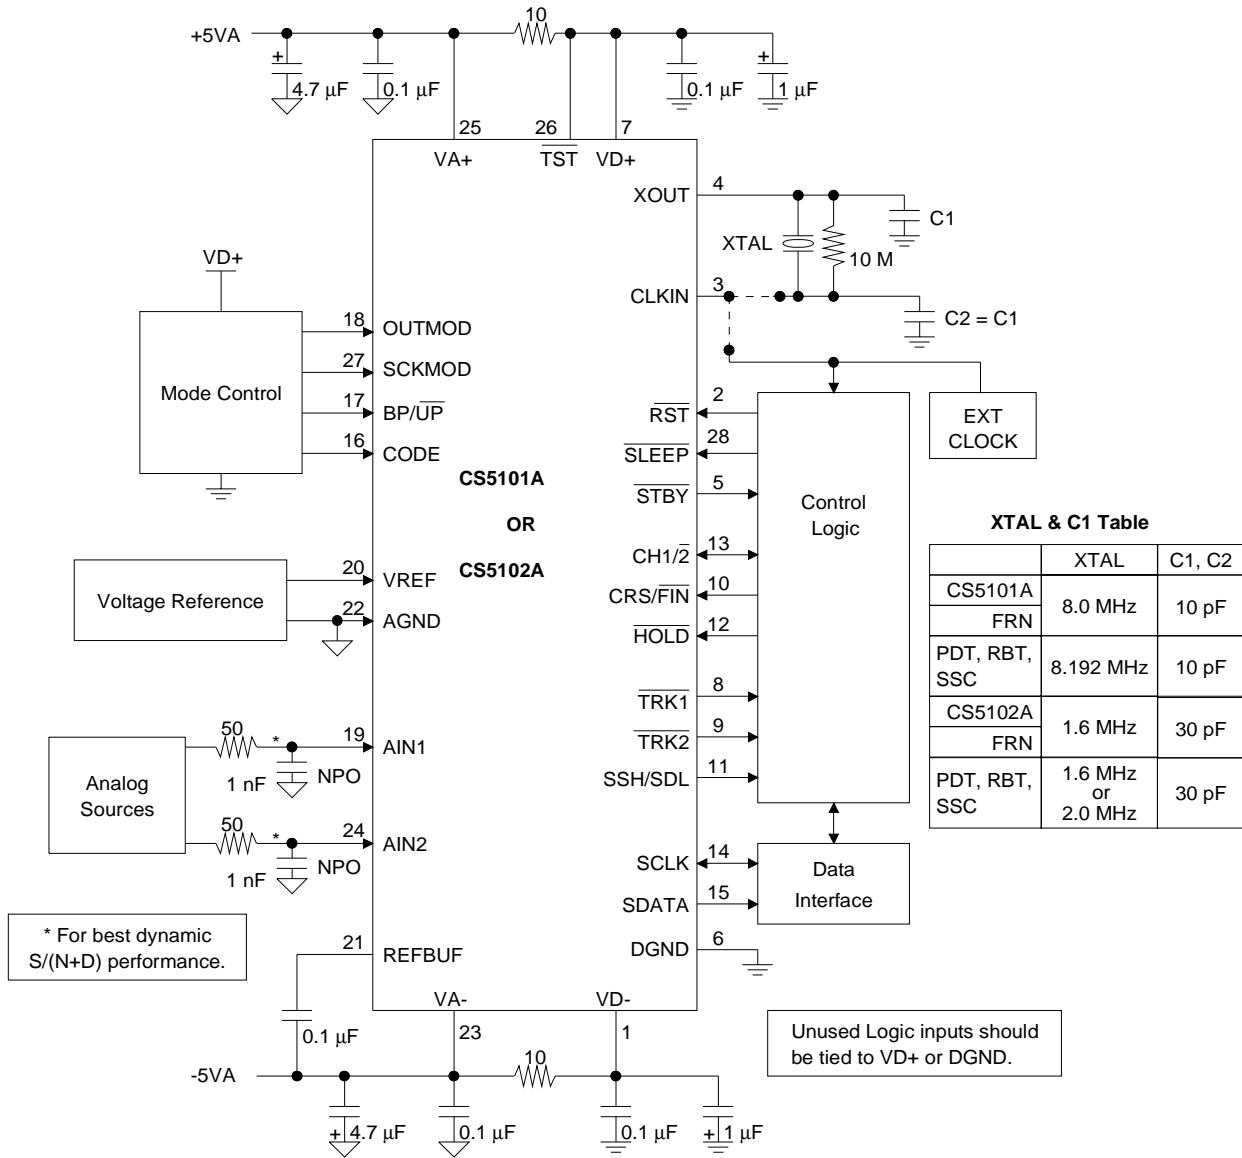 +5VA
10
+
4.7 µF
0.1 µF
0.1 µF
+
1 µF
25
26
7
VA+
TST
VD+
XOUT
4
C1
XTAL
10 M
CLKIN
3
C2 = C1
VD+
Mode Control
18
OUTMOD
27
SCKMOD
17
BP/UP
16
CODE
CS5101A
OR
CS5102A
2
RST
28
SLEEP
5
STBY
13
CH1/2
10
CRS/FIN
12
HOLD
8
TRK1
9
TRK2
11
SSH/SDL
Control
Logic
EXT
CLOCK
Voltage Reference
20
VREF
22
AGND
XTAL & C1 Table
XTAL C1, C2
CS5101A
FRN
8.0 MHz 10 pF
PDT, RBT,
SSC
8.192 MHz 10 pF
CS5102A
FRN
1.6 MHz 30 pF
PDT, RBT,
SSC
1.6 MHz
or
2.0 MHz
30 pF
Analog
Sources
50
*
19
AIN1
1 nF
NPO
50
*
24
AIN2
1 nF
NPO
14
SCLK
15
SDATA
Data
Interface
6
DGND
* For best dynamic
S/(N+D) performance.
21
REFBUF
0.1 µF
VA-
23
VD-
1
Unused Logic inputs should
be tied to VD+ or DGND.
-5VA
10
+
4.7 µF
0.1 µF
0.1 µF
+
1 µF